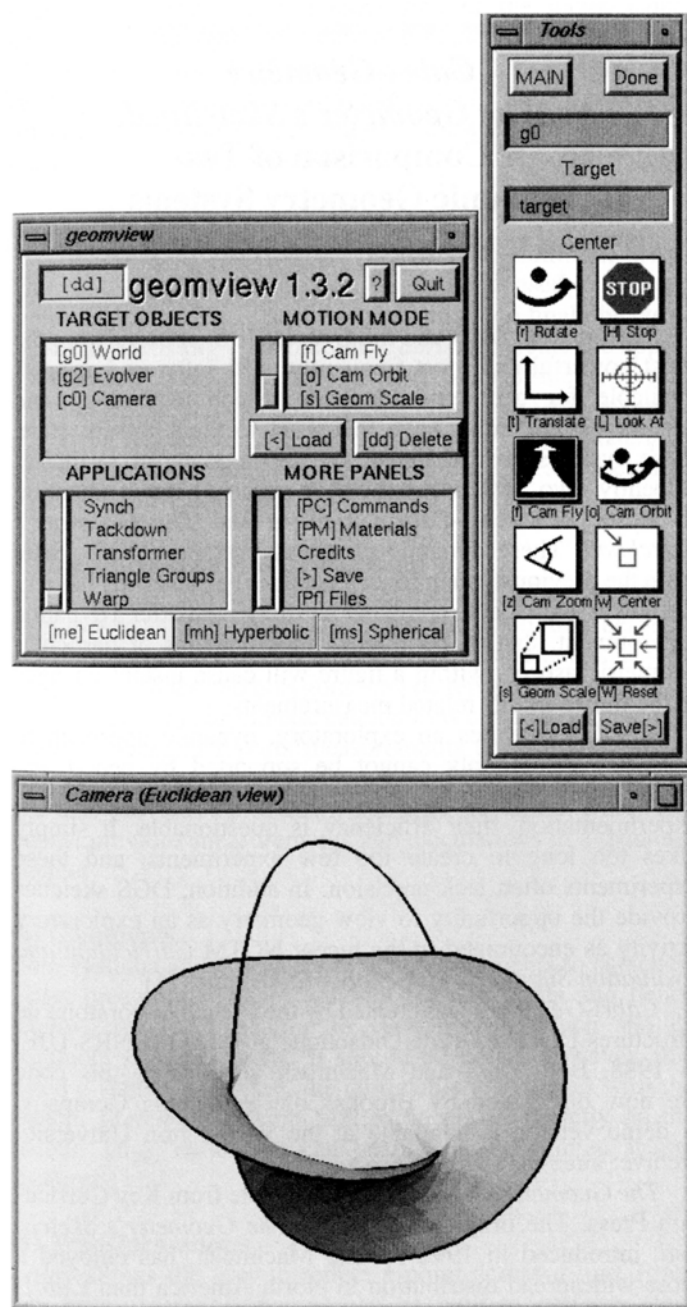 Tools
MAIN Done
g0
Target
target
Center
[r] Rotate [H] Stop
STOP
[t] Translate [L] Look At
[f] Cam Fly [o] Cam Orbit
[z] Cam Zoom [w] Center
[s] Geom Scale [W] Reset
[<]Load Save[>]
geomview
[dd] geomview 1.3.2 ? Quit
TARGET OBJECTS MOTION MODE
[g0] World [f] Cam Fly
[g2] Evolver [o] Cam Orbit
[c0] Camera [s] Geom Scale
[<] Load [dd] Delete
APPLICATIONS MORE PANELS
Synch [PC] Commands
Tackdown [PM] Materials
Transformer Credits
Triangle Groups [>] Save
Warp [Pf] Files
[me] Euclidean [mh] Hyperbolic [ms] Spherical
Camera (Euclidean view)